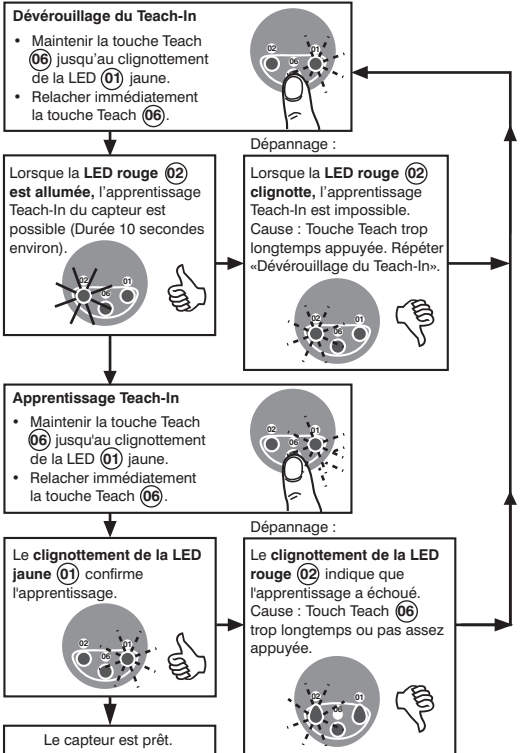 Dévérouillage du Teach-In
• Maintenir la touche Teach
06 jusqu'au clignottement
de la LED 01 jaune.
• Relacher immédiatement
la touche Teach 06.
02 06 01
Lorsque la LED rouge 02
est allumée, l'apprentissage
Teach-In du capteur est
possible (Durée 10 secondes
environ).
02 06 01
Dépannage :
Lorsque la LED rouge 02
clignotte, l'apprentissage
Teach-In est impossible.
Cause : Touche Teach trop
longtemps appuyée. Répéter
«Dévérouillage du Teach-In».
02 06 01
Apprentissage Teach-In
• Maintenir la touche Teach
06 jusqu'au clignottement
de la LED 01 jaune.
• Relacher immédiatement
la touche Teach 06.
02 06 01
Le clignottement de la LED
jaune 01 confirme
l'apprentissage.
02 06 01
Dépannage :
Le clignottement de la LED
rouge 02 indique que
l'apprentissage a échoué.
Cause : Touch Teach 06
trop longtemps ou pas assez
appuyée.
02 06 01
Le capteur est prêt.